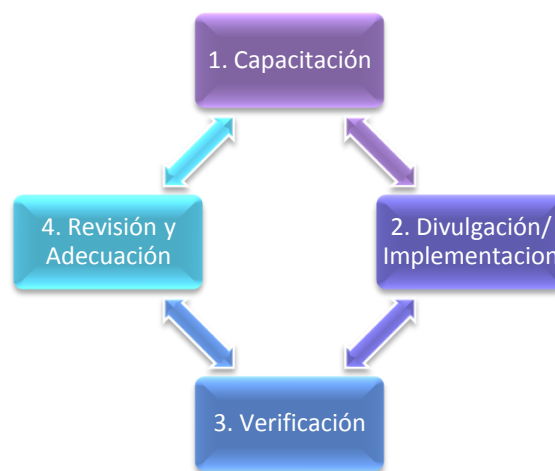 1. Capacitación
2. Divulgación/
Implementacion
3. Verificación
4. Revisión y
Adecuación